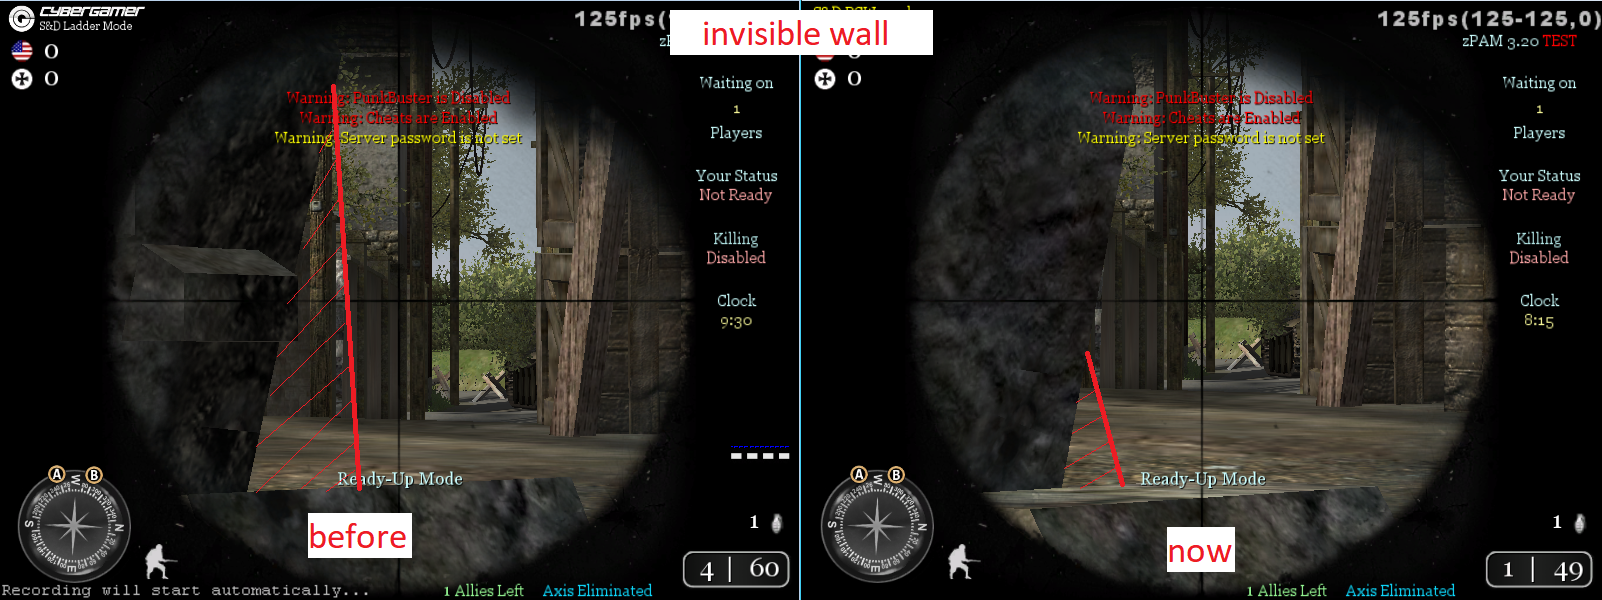 CYBERGAMER
S&D Ladder Mode
0
0
125fps(
invisible wall
Waiting on
1
Players
Warning: PunkBuster is Disabled
Warning: Cheats are Enabled
Warning: Server password is not set
Your Status
Not Ready
Killing
Disabled
Clock
9:30
Ready-Up Mode
A B
before
1
4 | 60
Recording will start automatically...
1 Allies Left
Axis Eliminated
125fps(125-125,0)
zPAM 3.20 TEST
0
Waiting on
1
Players
Warning: PunkBuster is Disabled
Warning: Cheats are Enabled
Warning: Server password is not set
Your Status
Not Ready
Killing
Disabled
Clock
8:15
Ready-Up Mode
A B
now
1
1 | 49
1 Allies Left
Axis Eliminated